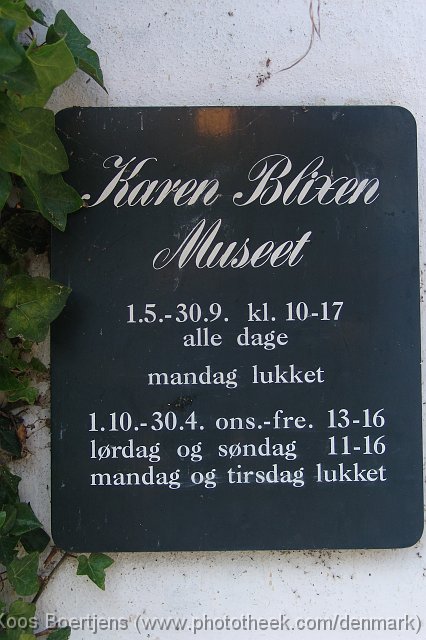 Karen Blixen
Museet
1.5.-30.9. kl. 10-17
alle dage
mandag lukket
1.10.-30.4. ons.-fre. 13-16
lørdag og søndag 11-16
mandag og tirsdag lukket
Koos Boertjens (www.phototheek.com/denmark)